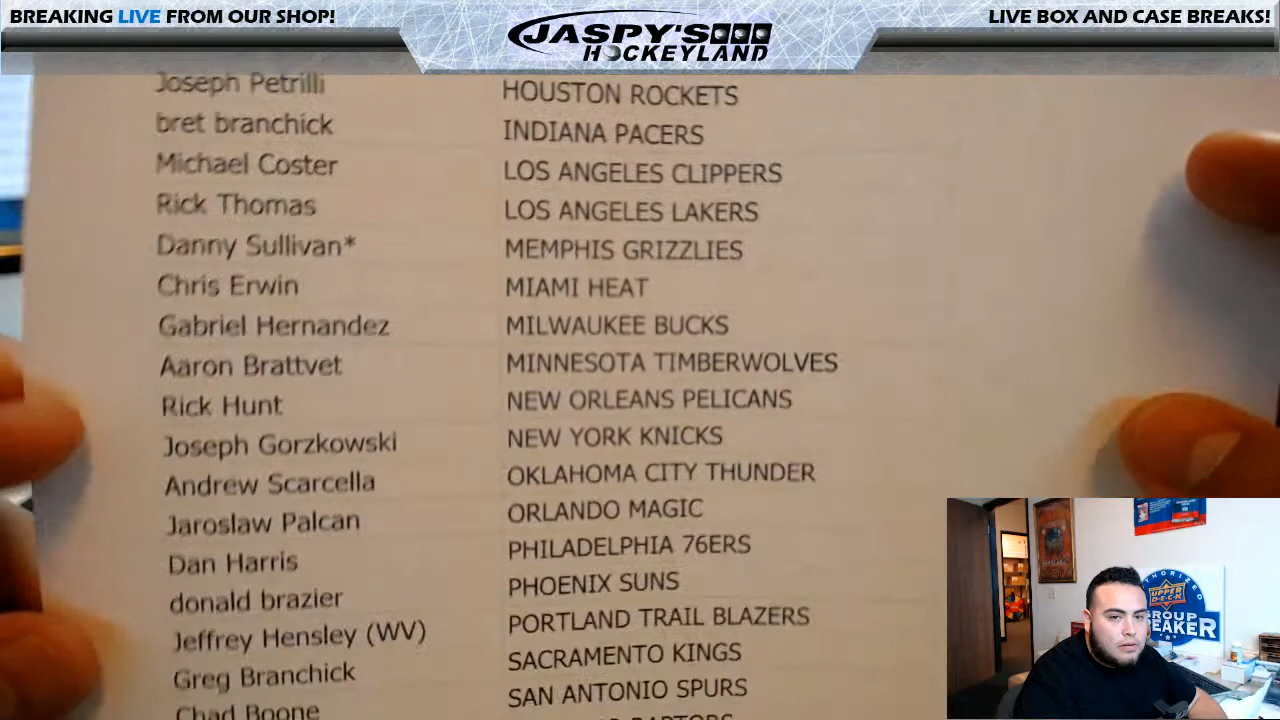 BREAKING LIVE FROM OUR SHOP!
JASPY'S
HOCKEYLAND
LIVE BOX AND CASE BREAKS!
Joseph Petrilli HOUSTON ROCKETS
bret branchick INDIANA PACERS
Michael Coster LOS ANGELES CLIPPERS
Rick Thomas LOS ANGELES LAKERS
Danny Sullivan* MEMPHIS GRIZZLIES
Chris Erwin MIAMI HEAT
Gabriel Hernandez MILWAUKEE BUCKS
Aaron Brattvet MINNESOTA TIMBERWOLVES
Rick Hunt NEW ORLEANS PELICANS
Joseph Gorzkowski NEW YORK KNICKS
Andrew Scarcella OKLAHOMA CITY THUNDER
Jaroslaw Palcan ORLANDO MAGIC
Dan Harris PHILADELPHIA 76ERS
donald brazier PHOENIX SUNS
Jeffrey Hensley (WV) PORTLAND TRAIL BLAZERS
Greg Branchick SACRAMENTO KINGS
Chad Boone SAN ANTONIO SPURS
RAPTORS
UPPER
DECK
GROUP